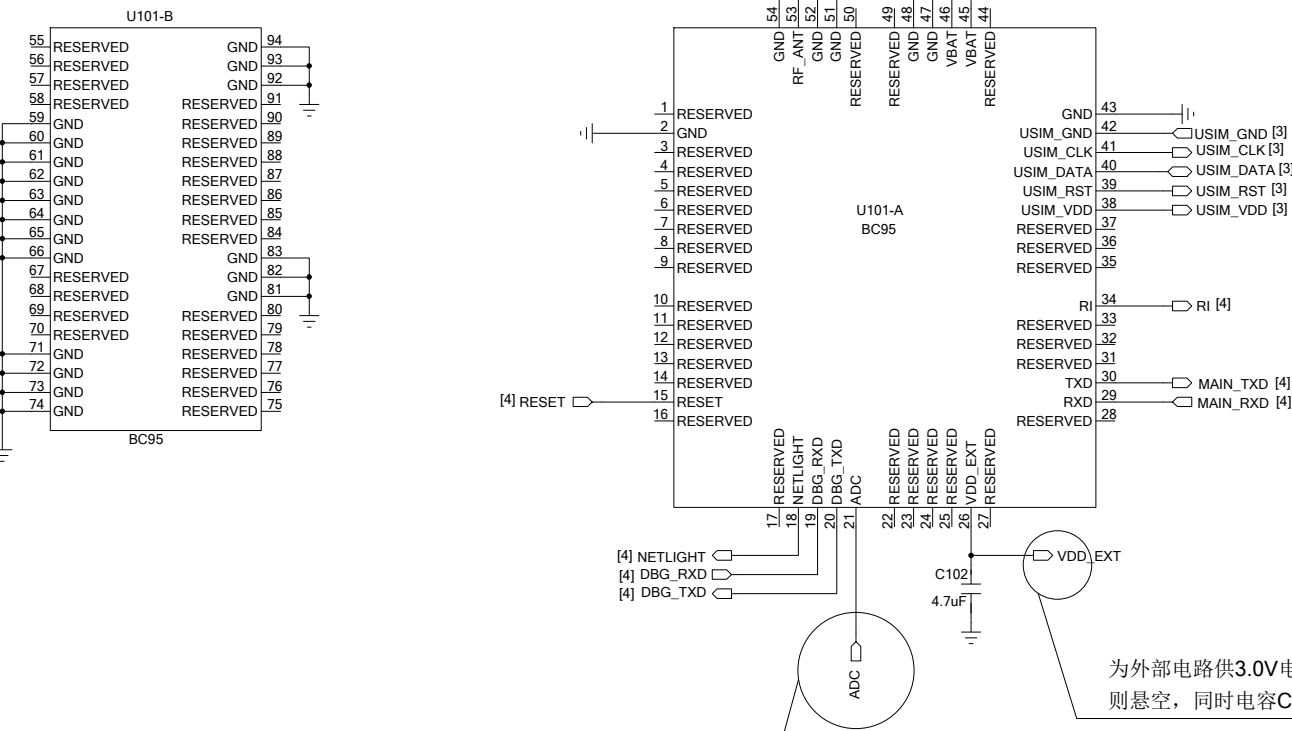 U101-B
55 RESERVED GND 94
56 RESERVED GND 93
57 RESERVED GND 92
58 RESERVED RESERVED 91
59 GND RESERVED 90
60 GND RESERVED 89
61 GND RESERVED 88
62 GND RESERVED 87
63 GND RESERVED 86
64 GND RESERVED 85
65 GND RESERVED 84
66 GND GND 83
67 RESERVED GND 82
68 RESERVED GND 81
69 RESERVED RESERVED 80
70 RESERVED RESERVED 79
71 GND RESERVED 78
72 GND RESERVED 77
73 GND RESERVED 76
74 GND RESERVED 75
BC95
54 GND
53 RF_ANT
52 GND
51 GND
50 RESERVED
49 RESERVED
48 GND
47 GND
46 VBAT
45 VBAT
44 RESERVED
1 RESERVED
2 GND
3 RESERVED
4 RESERVED
5 RESERVED
6 RESERVED
7 RESERVED
8 RESERVED
9 RESERVED
10 RESERVED
11 RESERVED
12 RESERVED
13 RESERVED
14 RESERVED
[4] RESET 15 RESET
16 RESERVED
U101-A
BC95
GND 43
USIM_GND 42 USIM_GND [3]
USIM_CLK 41 USIM_CLK [3]
USIM_DATA 40 USIM_DATA [3]
USIM_RST 39 USIM_RST [3]
USIM_VDD 38 USIM_VDD [3]
RESERVED 37
RESERVED 36
RESERVED 35
RI 34 RI [4]
RESERVED 33
RESERVED 32
RESERVED 31
TXD 30 MAIN_TXD [4]
RXD 29 MAIN_RXD [4]
RESERVED 28
17 RESERVED
18 NETLIGHT
19 DBG_RXD
20 DBG_TXD
21 ADC
22 RESERVED
23 RESERVED
24 RESERVED
25 RESERVED
26 VDD_EXT
27 RESERVED
[4] NETLIGHT
[4] DBG_RXD
[4] DBG_TXD
VDD_EXT
C102
4.7uF
ADC
为外部电路供3.0V电
则悬空，同时电容C